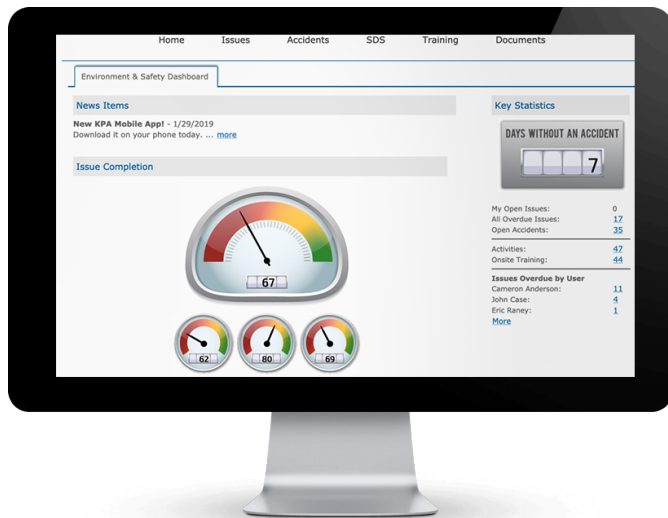 Home Issues Accidents SDS Training Documents
Environment & Safety Dashboard
News Items
New KPA Mobile App! - 1/29/2019
Download it on your phone today. ... more
Issue Completion
67
62 80 69
Key Statistics
DAYS WITHOUT AN ACCIDENT
7
My Open Issues: 0
All Overdue Issues: 17
Open Accidents: 35
Activities: 47
Onsite Training: 44
Issues Overdue by User
Cameron Anderson: 11
John Case: 4
Eric Raney: 1
More